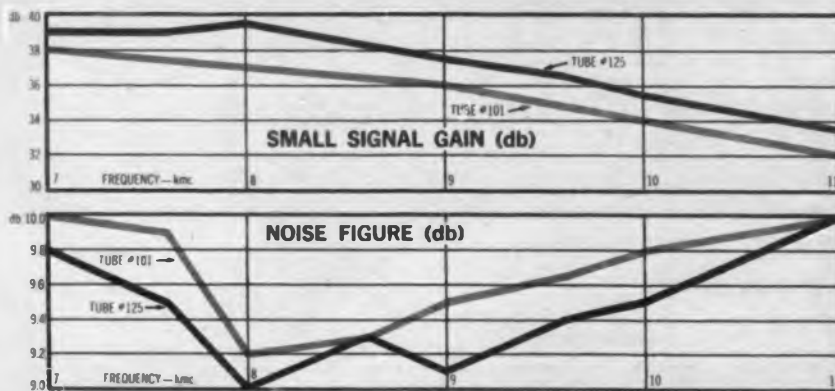 db 40
38
36
34
32
30
TUBE #125
TUBE #101
SMALL SIGNAL GAIN (db)
7 FREQUENCY—kmc 8 9 10 11
db 10.0
9.8
9.6
9.4
9.2
9.0
NOISE FIGURE (db)
TUBE #101
TUBE #125
7 FREQUENCY—kmc 8 9 10